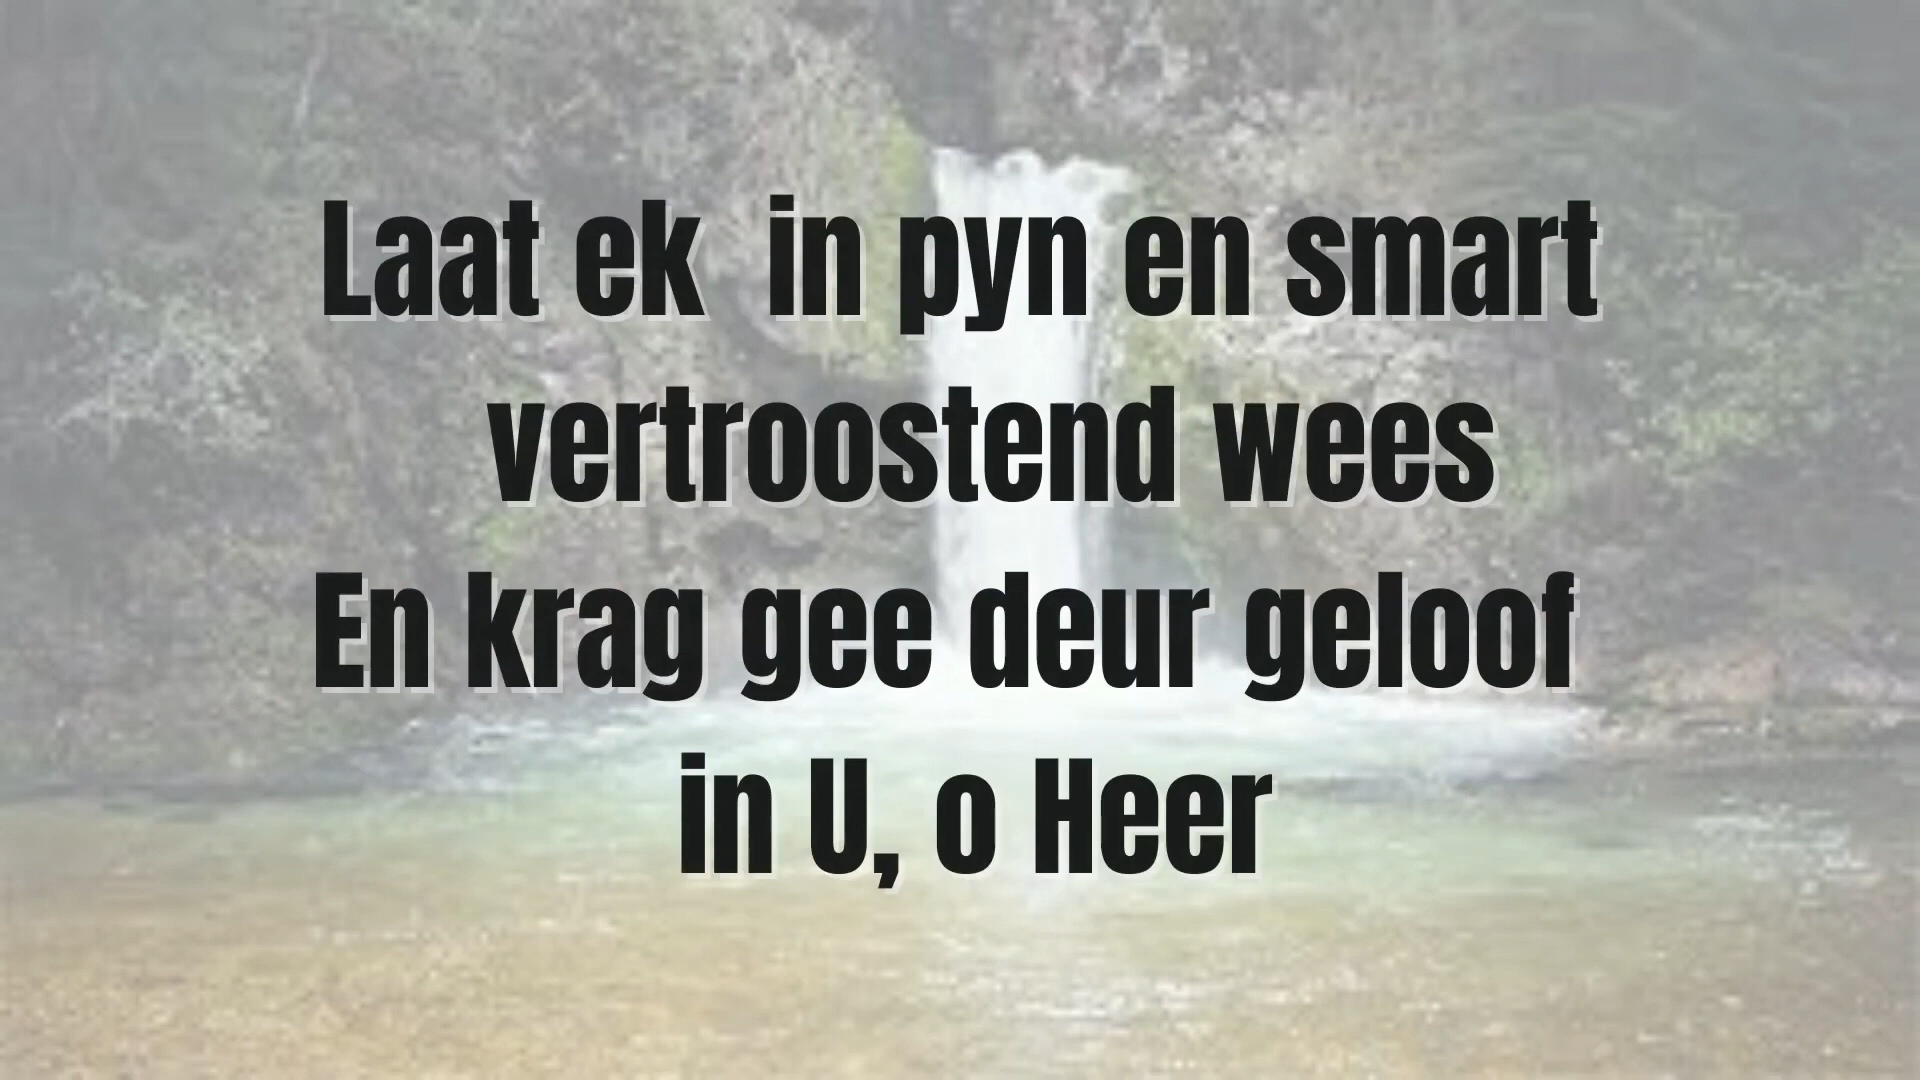 Laat ek  in pyn en smart
vertroostend wees
En krag gee deur geloof
in U, o Heer